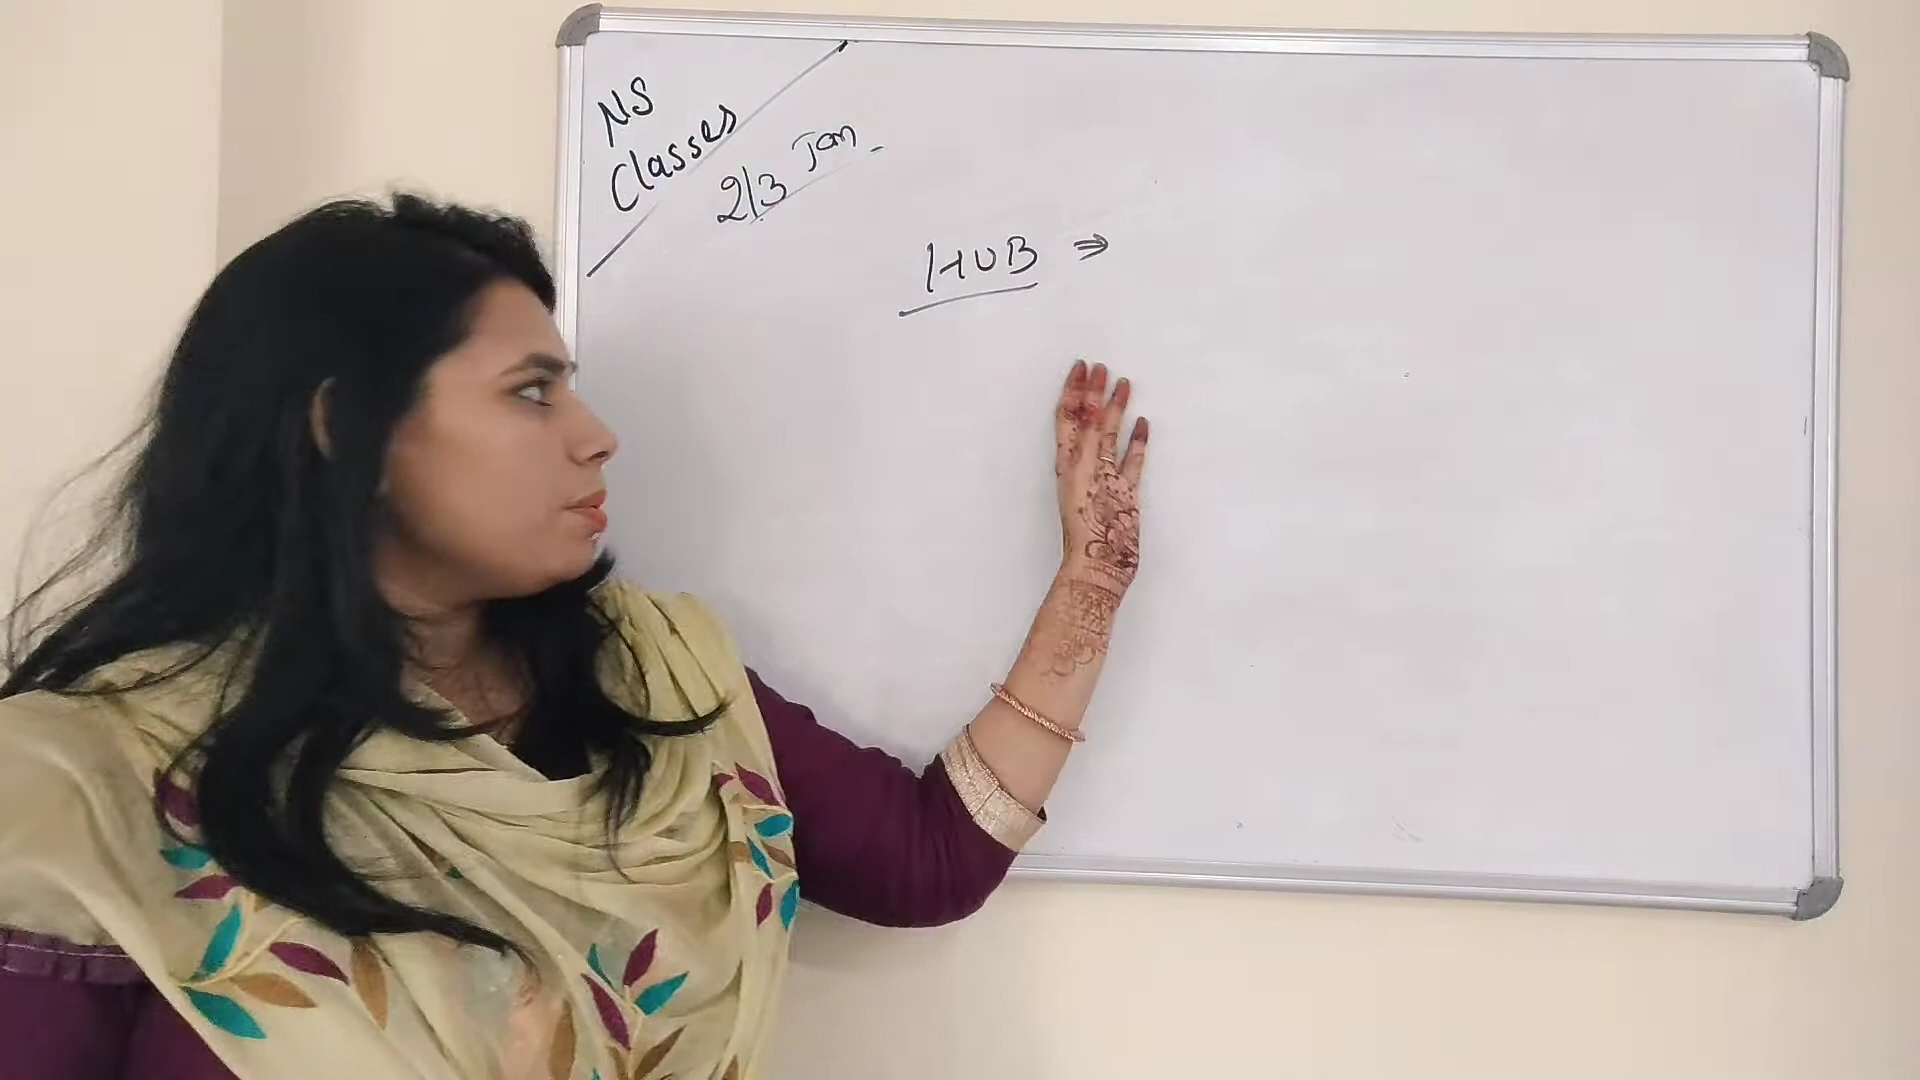 NS
Classes
2/3 Jan
HUB ⇒